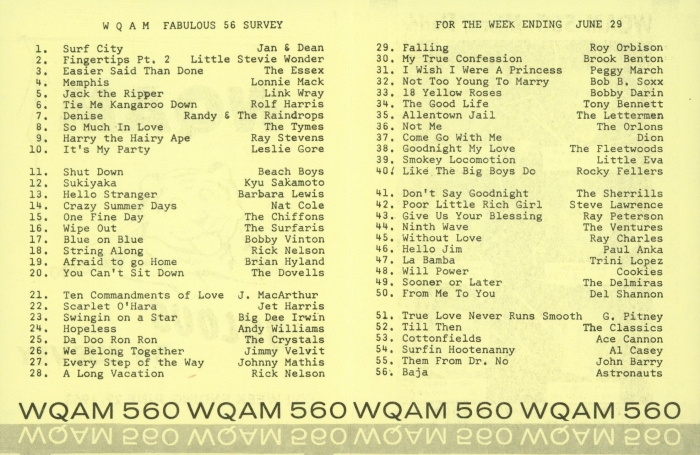 W Q A M FABULOUS 56 SURVEY
1. Surf City Jan & Dean
2. Fingertips Pt. 2 Little Stevie Wonder
3. Easier Said Than Done The Essex
4. Memphis Lonnie Mack
5. Jack the Ripper Link Wray
6. Tie Me Kangaroo Down Rolf Harris
7. Denise Randy & The Raindrops
8. So Much In Love The Tymes
9. Harry the Hairy Ape Ray Stevens
10. It's My Party Leslie Gore
11. Shut Down Beach Boys
12. Sukiyaka Kyu Sakamoto
13. Hello Stranger Barbara Lewis
14. Crazy Summer Days Nat Cole
15. One Fine Day The Chiffons
16. Wipe Out The Surfaris
17. Blue on Blue Bobby Vinton
18. String Along Rick Nelson
19. Afraid to go Home Brian Hyland
20. You Can't Sit Down The Dovells
21. Ten Commandments of Love J. MacArthur
22. Scarlet O'Hara Jet Harris
23. Swingin on a Star Big Dee Irwin
24. Hopeless Andy Williams
25. Da Doo Ron Ron The Crystals
26. We Belong Together Jimmy Velvit
27. Every Step of the Way Johnny Mathis
28. A Long Vacation Rick Nelson
FOR THE WEEK ENDING JUNE 29
29. Falling Roy Orbison
30. My True Confession Brook Benton
31. I Wish I Were A Princess Peggy March
32. Not Too Young To Marry Bob B. Soxx
33. 18 Yellow Roses Bobby Darin
34. The Good Life Tony Bennett
35. Allentown Jail The Lettermen
36. Not Me The Orlons
37. Come Go With Me Dion
38. Goodnight My Love The Fleetwoods
39. Smokey Locomotion Little Eva
40. Like The Big Boys Do Rocky Fellers
41. Don't Say Goodnight The Sherrills
42. Poor Little Rich Girl Steve Lawrence
43. Give Us Your Blessing Ray Peterson
44. Ninth Wave The Ventures
45. Without Love Ray Charles
46. Hello Jim Paul Anka
47. La Bamba Trini Lopez
48. Will Power Cookies
49. Sooner or Later The Delmiras
50. From Me To You Del Shannon
51. True Love Never Runs Smooth G. Pitney
52. Till Then The Classics
53. Cottonfields Ace Cannon
54. Surfin Hootenanny Al Casey
55. Them From Dr. No John Barry
56. Baja Astronauts
WQAM 560 WQAM 560 WQAM 560 WQAM 560
WQAM 560 WQAM 560 WQAM 560 WQAM 560